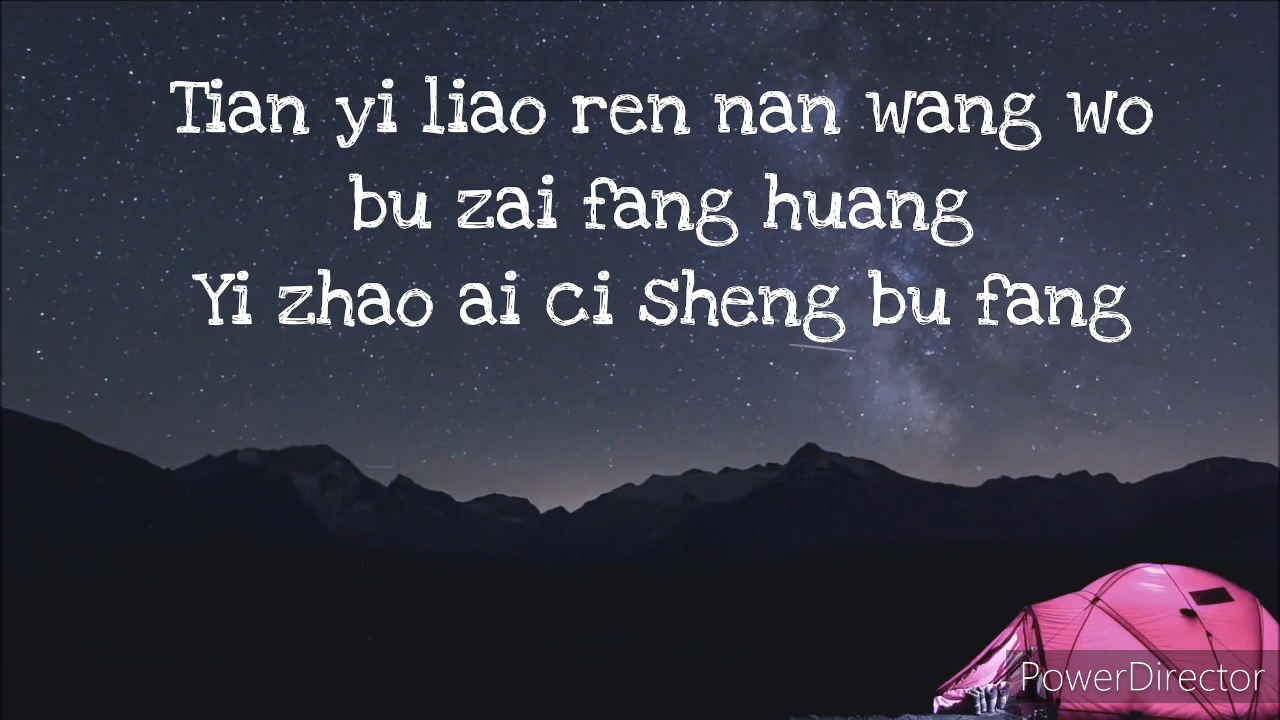 Tian yi liao ren nan wang wo
bu zai fang huang
Yi zhao ai ci sheng bu fang
PowerDirector